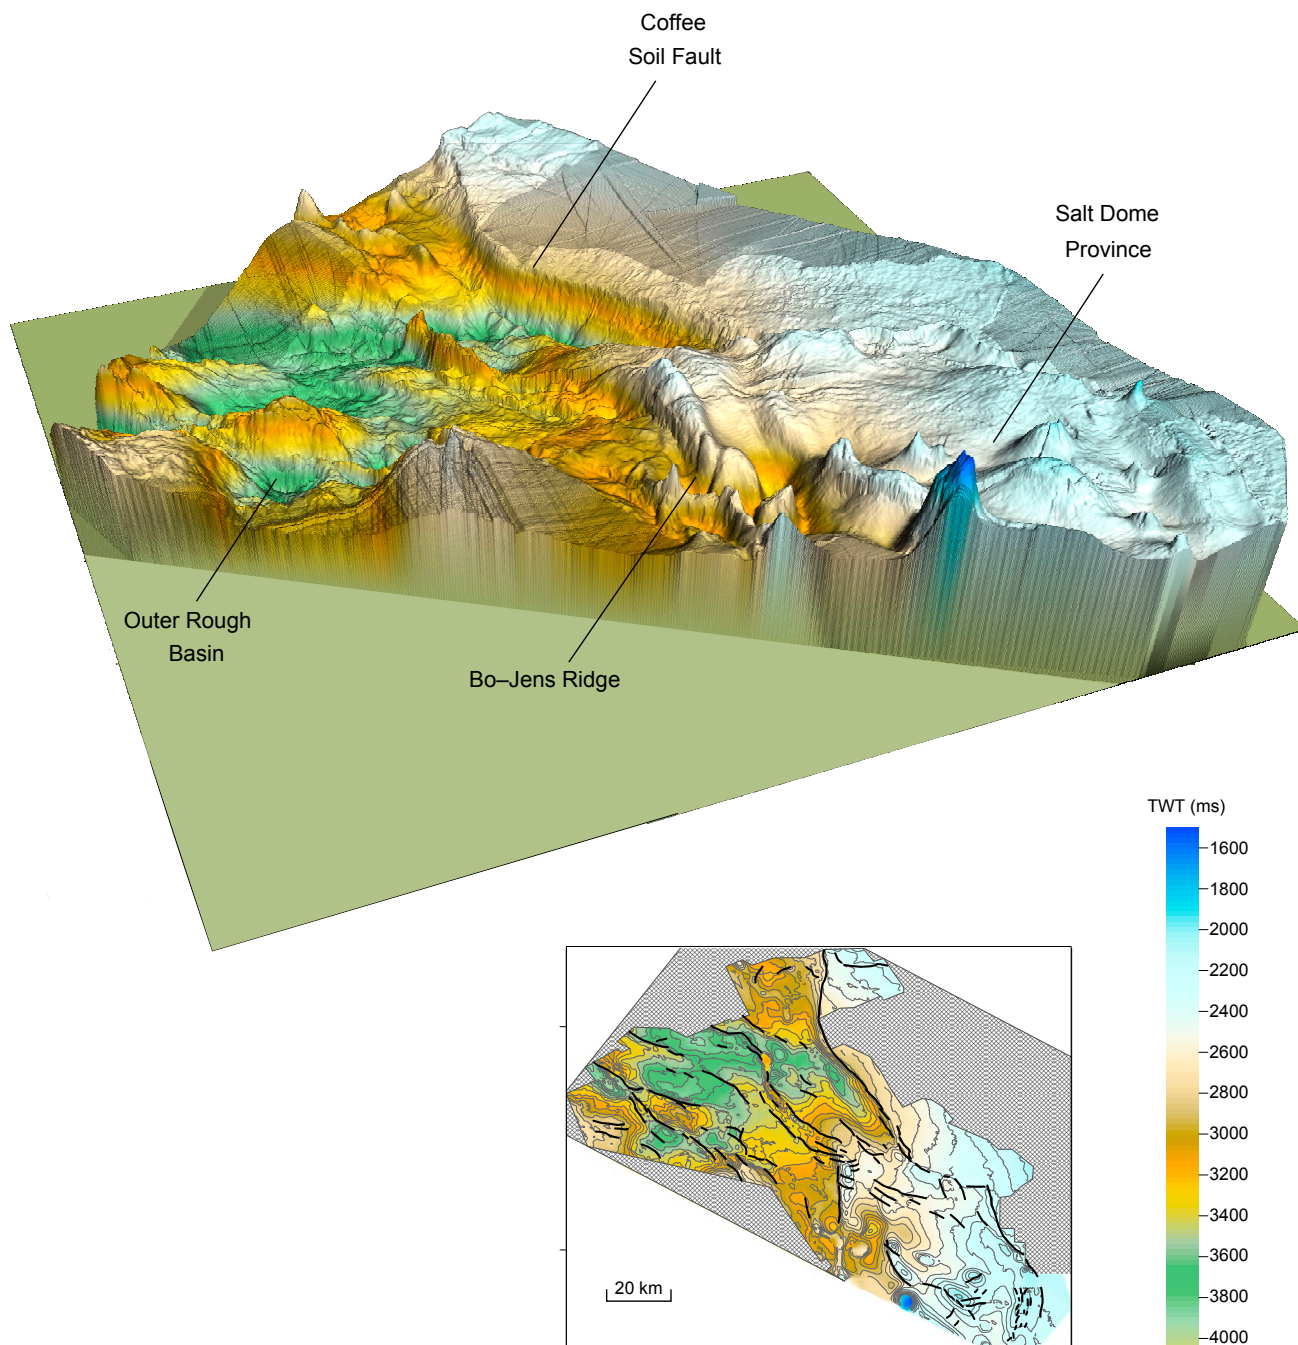 Coffee
Soil Fault
Salt Dome
Province
Outer Rough
Basin
Bo–Jens Ridge
TWT (ms)
1600
1800
2000
2200
2400
2600
2800
3000
3200
3400
3600
3800
4000
20 km